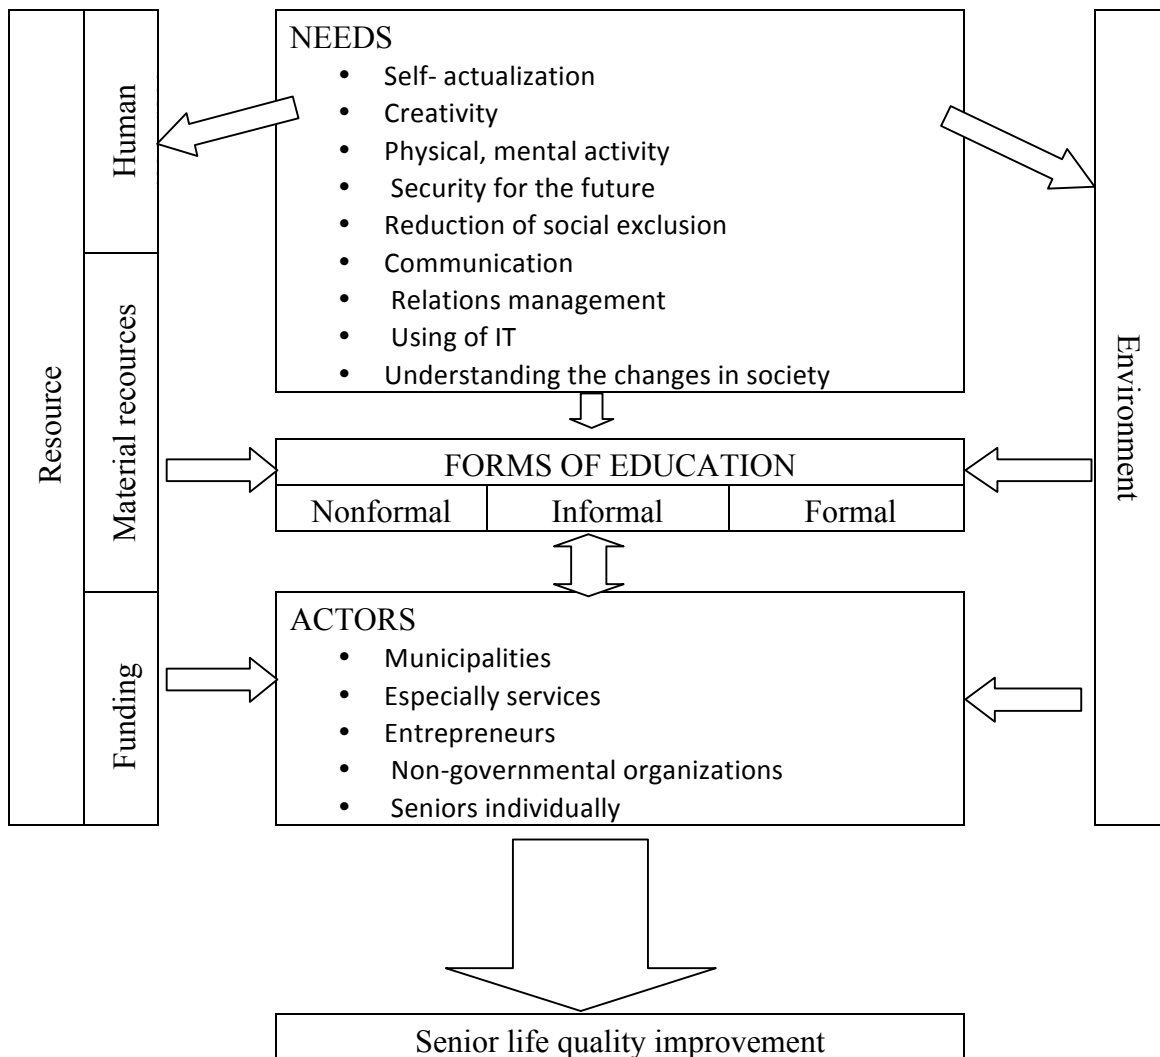 Resource
Human
Material recources
Funding
NEEDS
• Self- actualization
• Creativity
• Physical, mental activity
• Security for the future
• Reduction of social exclusion
• Communication
• Relations management
• Using of IT
• Understanding the changes in society
FORMS OF EDUCATION
Nonformal
Informal
Formal
ACTORS
• Municipalities
• Especially services
• Entrepreneurs
• Non-governmental organizations
• Seniors individually
Environment
Senior life quality improvement